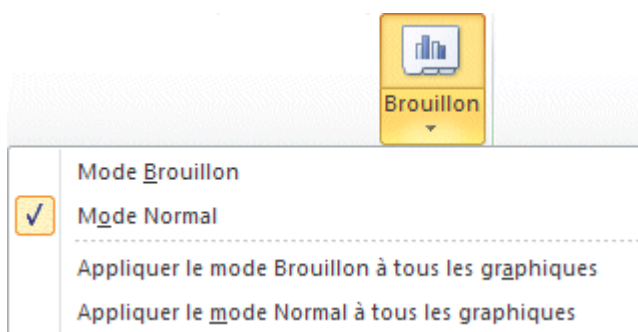 Brouillon
Mode Brouillon
Mode Normal
Appliquer le mode Brouillon à tous les graphiques
Appliquer le mode Normal à tous les graphiques